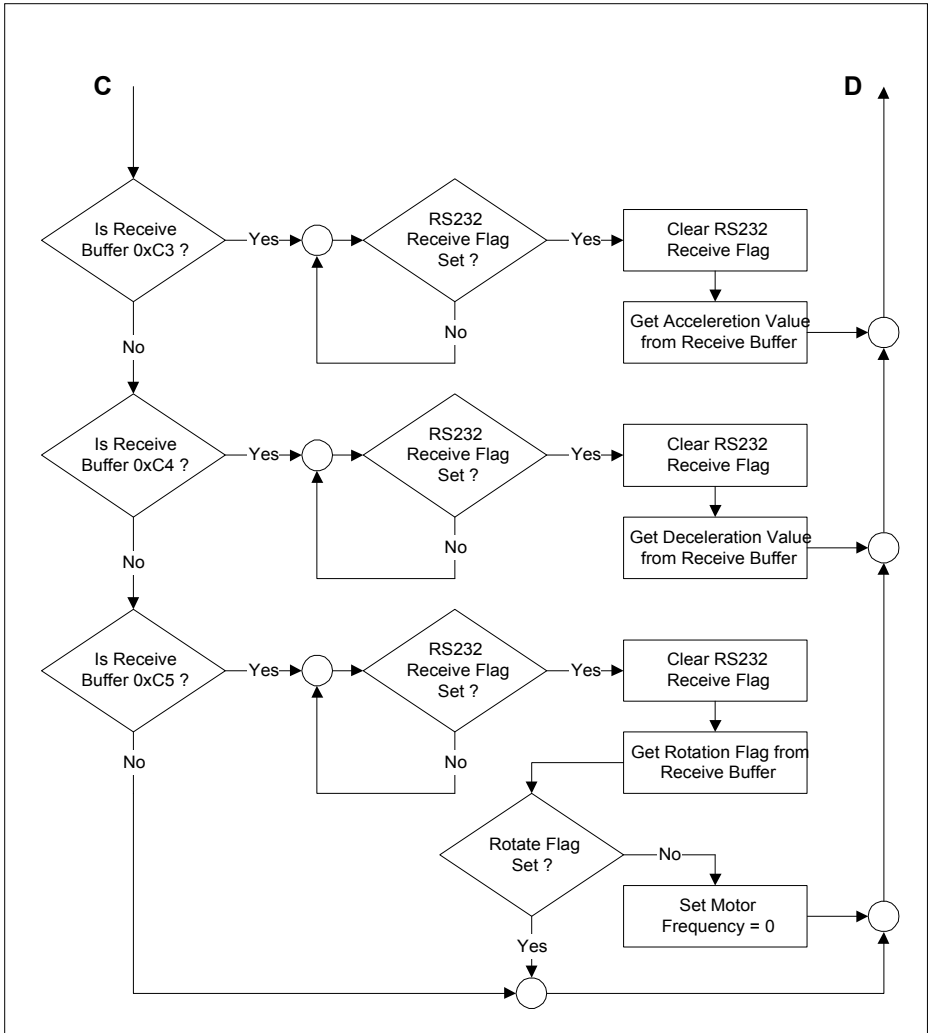 C
D
Is Receive
Buffer 0xC3 ?
Yes
RS232
Receive Flag
Set ?
Yes
Clear RS232
Receive Flag
No
No
Get Acceleretion Value
from Receive Buffer
Is Receive
Buffer 0xC4 ?
Yes
RS232
Receive Flag
Set ?
Yes
Clear RS232
Receive Flag
No
No
Get Deceleration Value
from Receive Buffer
Is Receive
Buffer 0xC5 ?
Yes
RS232
Receive Flag
Set ?
Yes
Clear RS232
Receive Flag
No
No
Get Rotation Flag from
Receive Buffer
Rotate Flag
Set ?
No
Set Motor
Frequency = 0
Yes